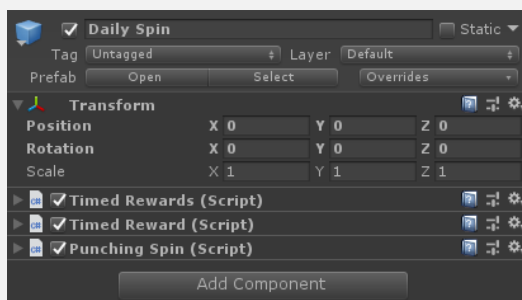 Daily Spin Static
Tag Untagged Layer Default
Prefab Open Select Overrides
Transform
Position X 0 Y 0 Z 0
Rotation X 0 Y 0 Z 0
Scale X 1 Y 1 Z 1
Timed Rewards (Script)
Timed Reward (Script)
Punching Spin (Script)
Add Component